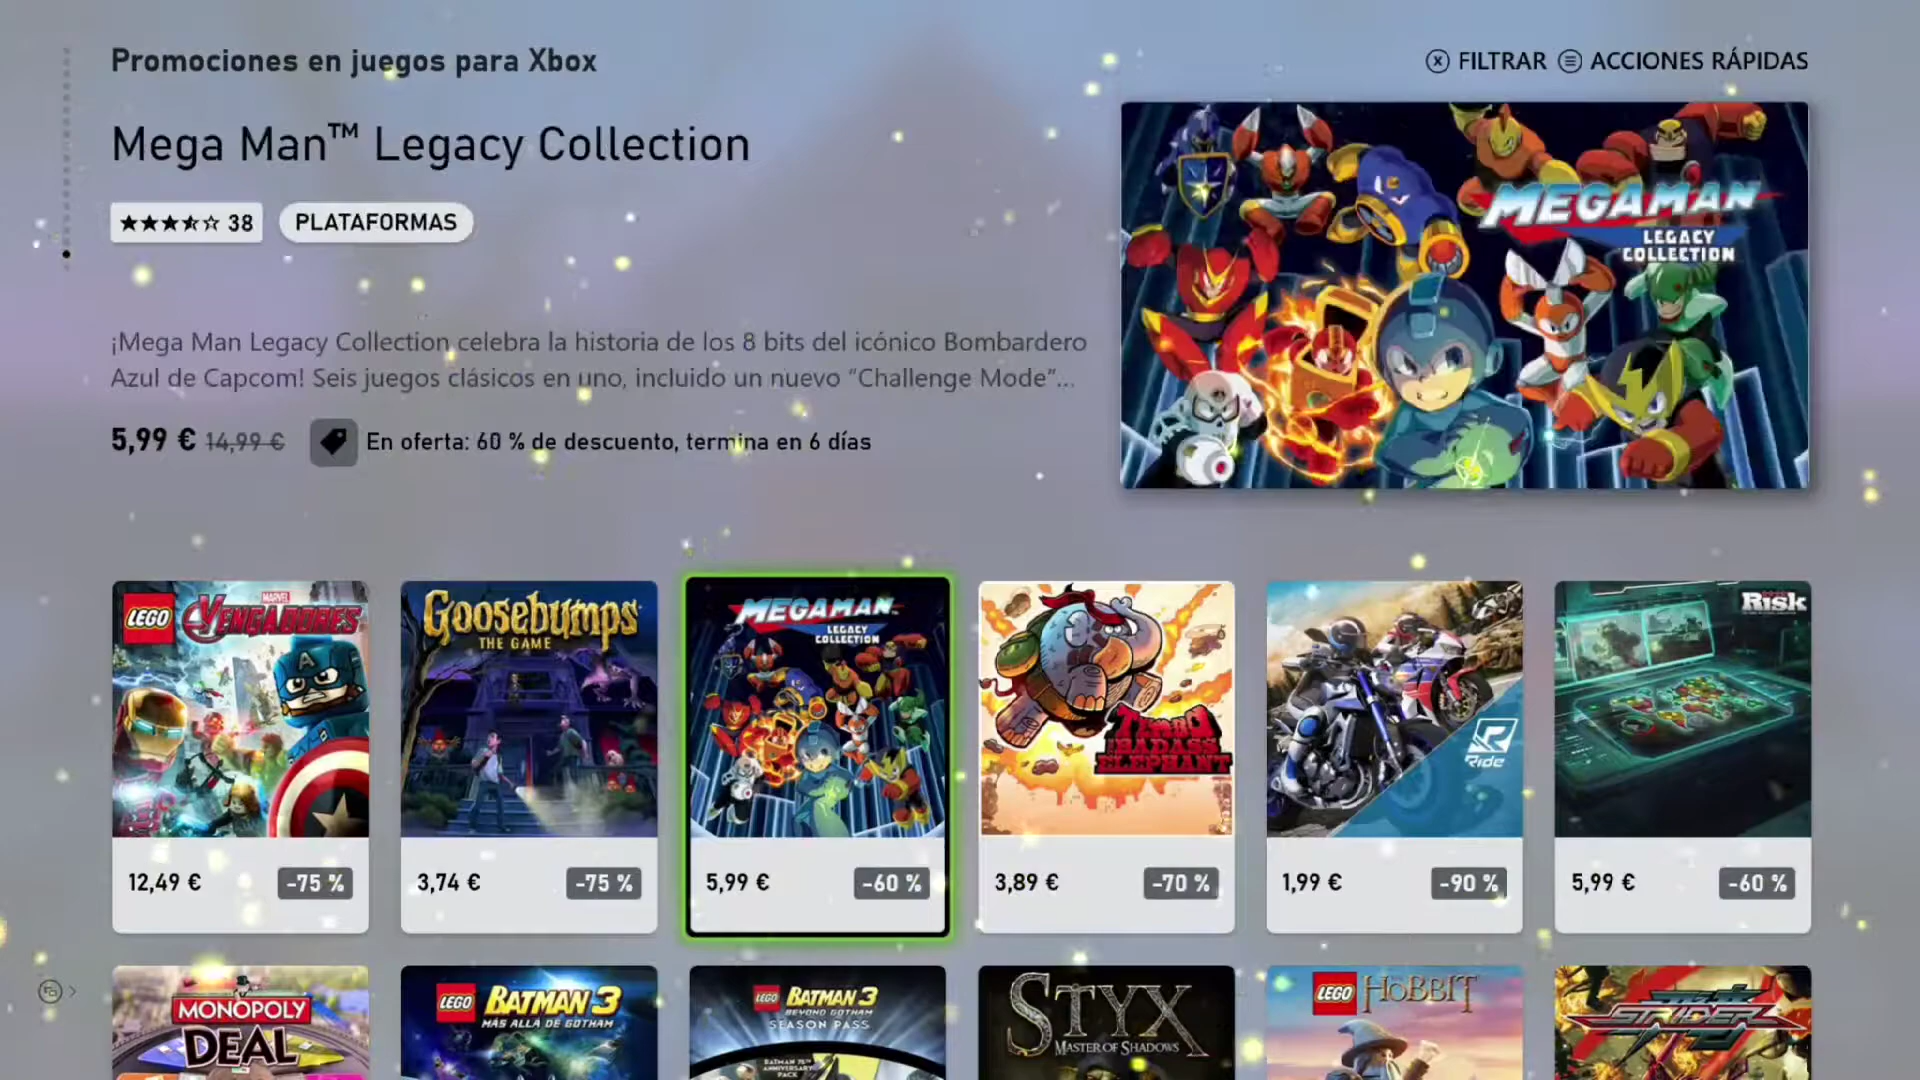 Promociones en juegos para Xbox
FILTRAR ACCIONES RÁPIDAS
Mega Man™ Legacy Collection
38 PLATAFORMAS
¡Mega Man Legacy Collection celebra la historia de los 8 bits del icónico Bombardero
Azul de Capcom! Seis juegos clásicos en uno, incluido un nuevo “Challenge Mode”...
5,99 € 14,99 € En oferta: 60 % de descuento, termina en 6 días
MEGAMAN
LEGACY
COLLECTION
LEGO MARVEL
VENGADORES
Goosebumps
THE GAME
MEGAMAN
LEGACY
COLLECTION
TEMBO
THE BADASS
ELEPHANT
Ride
Risk
12,49 € -75 %
3,74 € -75 %
5,99 € -60 %
3,89 € -70 %
1,99 € -90 %
5,99 € -60 %
MONOPOLY
DEAL
LEGO BATMAN 3
MÁS ALLÁ DE GOTHAM
LEGO BATMAN 3
BEYOND GOTHAM
SEASON PASS
BATMAN 75TH
ANNIVERSARY
PACK
STYX
MASTER OF SHADOWS
LEGO HOBBIT
STRIDER